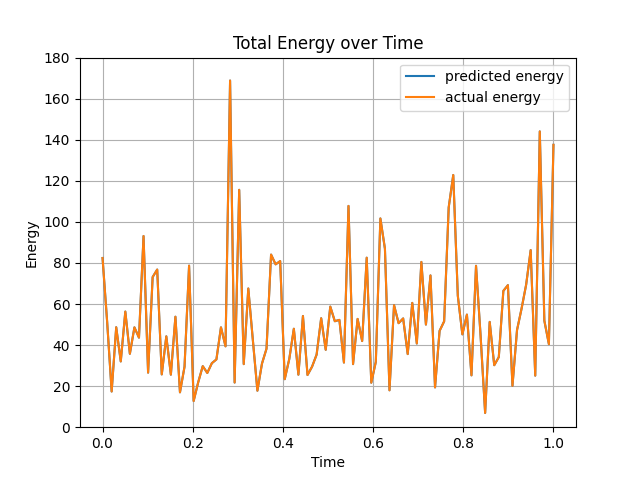 Total Energy over Time
predicted energy
actual energy
Energy
180
160
140
120
100
80
60
40
20
0
0.0 0.2 0.4 0.6 0.8 1.0
Time